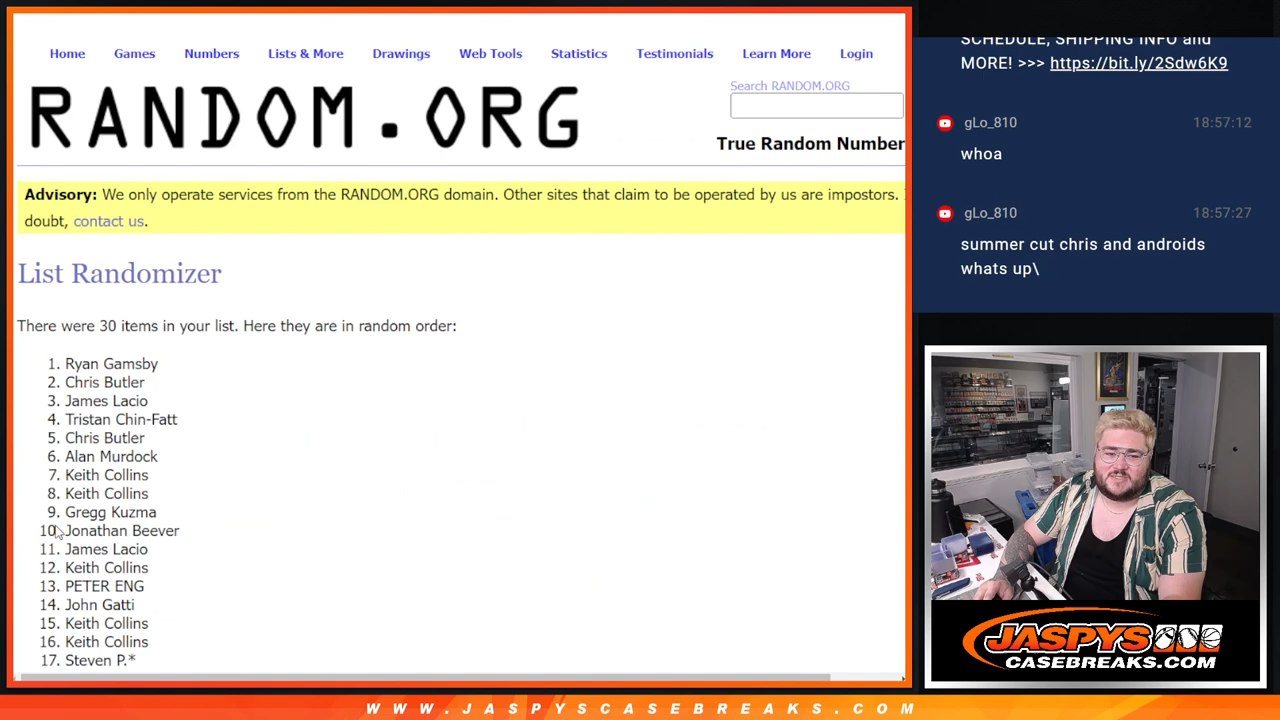 Home Games Numbers Lists & More Drawings Web Tools Statistics Testimonials Learn More Login
RANDOM.ORG
Search RANDOM.ORG
True Random Number
Advisory: We only operate services from the RANDOM.ORG domain. Other sites that claim to be operated by us are impostors.
doubt, contact us.
List Randomizer
There were 30 items in your list. Here they are in random order:
1. Ryan Gamsby
2. Chris Butler
3. James Lacio
4. Tristan Chin-Fatt
5. Chris Butler
6. Alan Murdock
7. Keith Collins
8. Keith Collins
9. Gregg Kuzma
10. Jonathan Beever
11. James Lacio
12. Keith Collins
13. PETER ENG
14. John Gatti
15. Keith Collins
16. Keith Collins
17. Steven P.*
SCHEDULE, SHIPPING INFO and
MORE! >>> https://bit.ly/2Sdw6K9
gLo_810 18:57:12
whoa
gLo_810 18:57:27
summer cut chris and androids
whats up\
JASPYS
CASEBREAKS.COM
WWW.JASPYSCASEBREAKS.COM